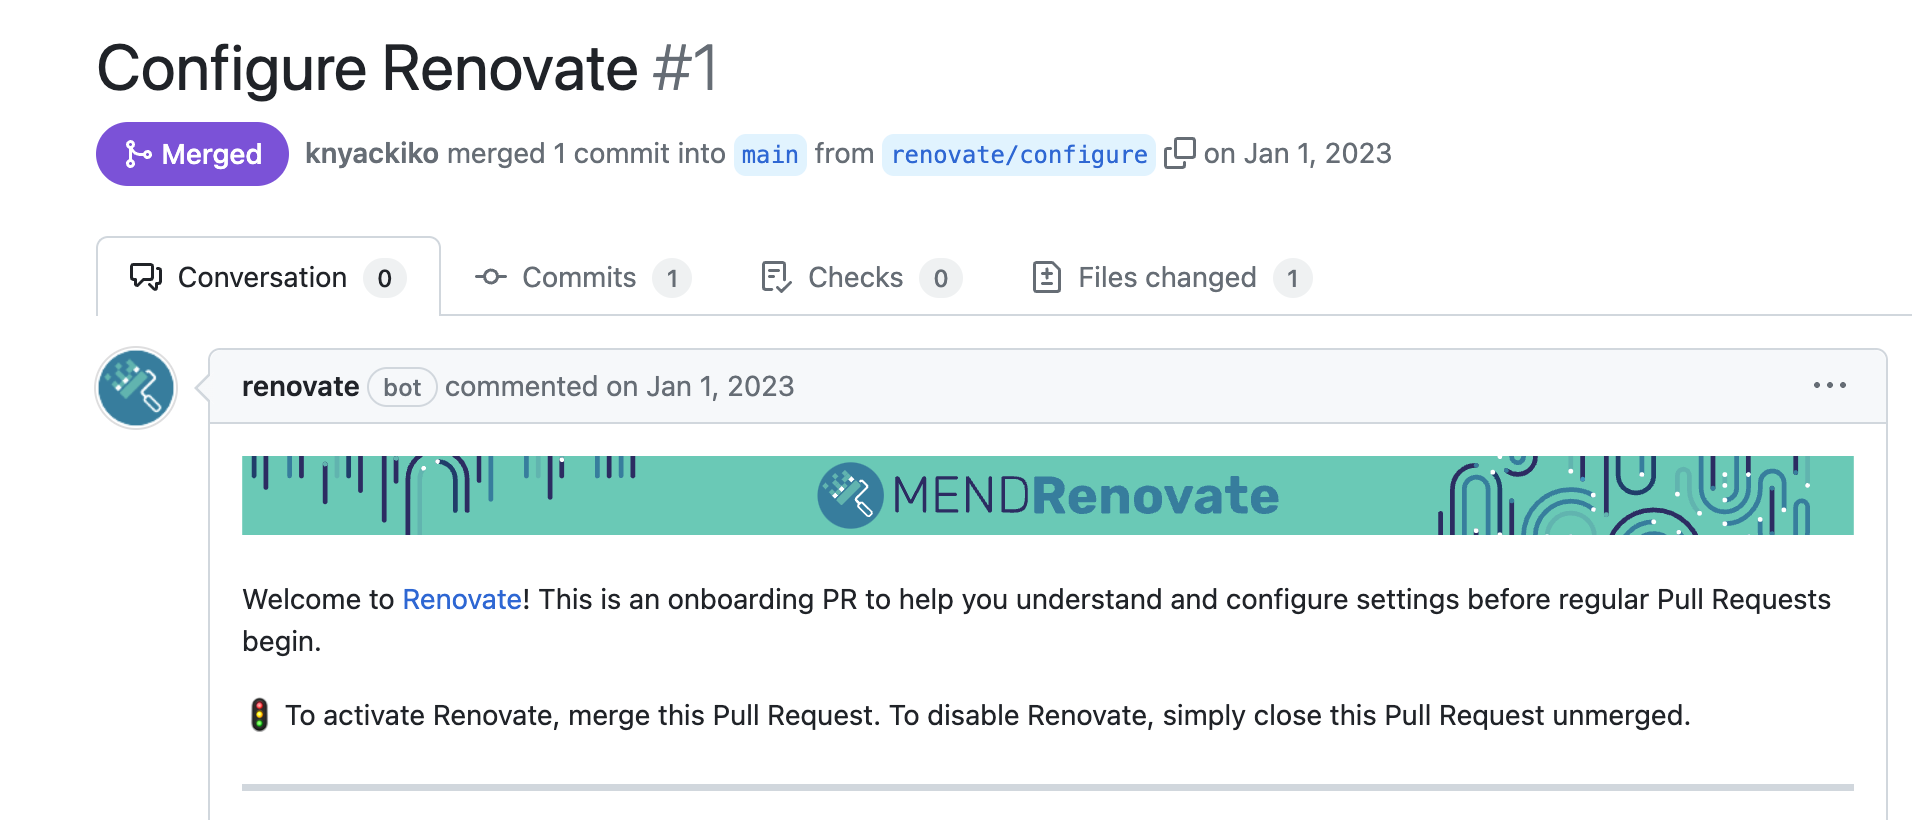 Configure Renovate #1
Merged knyackiko merged 1 commit into main from renovate/configure on Jan 1, 2023
Conversation 0 Commits 1 Checks 0 Files changed 1
renovate bot commented on Jan 1, 2023
MEND Renovate
Welcome to Renovate! This is an onboarding PR to help you understand and configure settings before regular Pull Requests
begin.
🚦 To activate Renovate, merge this Pull Request. To disable Renovate, simply close this Pull Request unmerged.